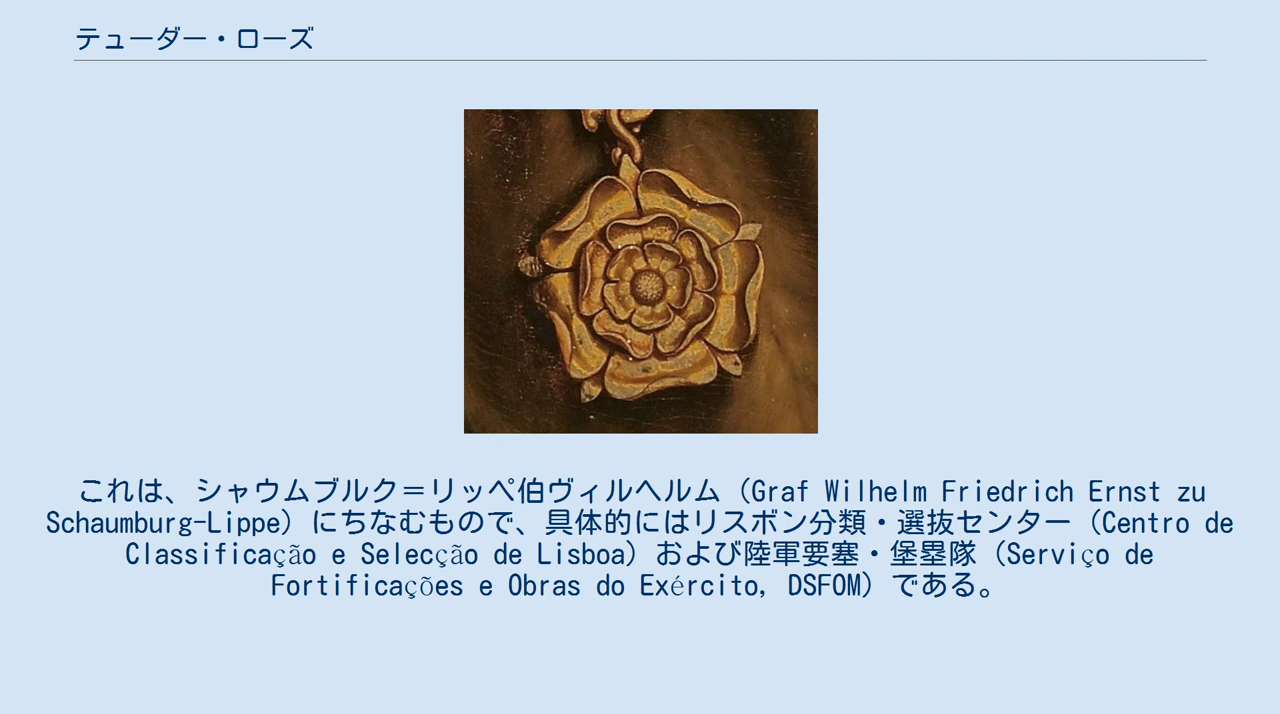 テューダー・ローズ
これは、シャウムブルク＝リッペ伯ヴィルヘルム（Graf Wilhelm Friedrich Ernst zu
Schaumburg-Lippe）にちなむもので、具体的にはリスボン分類・選抜センター（Centro de
Classificação e Selecção de Lisboa）および陸軍要塞・堡塁隊（Serviço de
Fortificações e Obras do Exército, DSFOM）である。